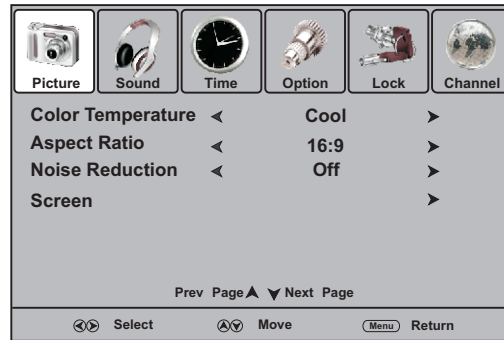 Picture Sound Time Option Lock Channel
Color Temperature Cool
Aspect Ratio 16:9
Noise Reduction Off
Screen
Prev Page Next Page
Select Move Menu Return